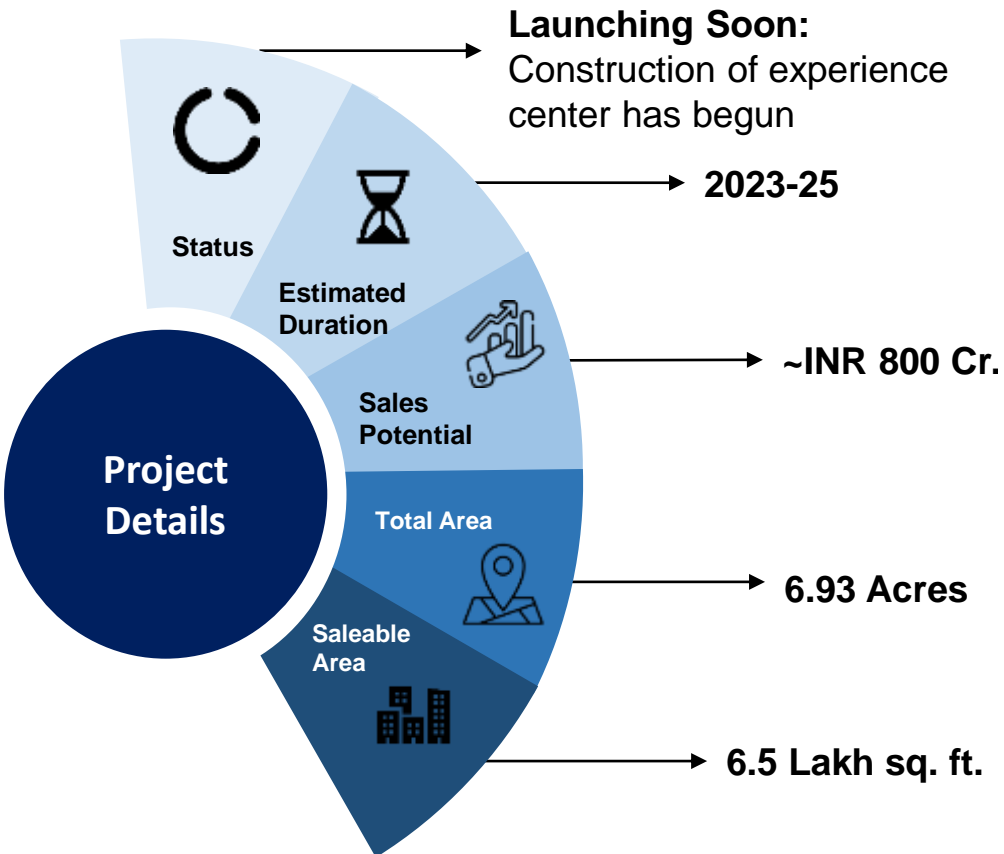 Launching Soon:
Construction of experience
center has begun
Status
2023-25
Estimated
Duration
~INR 800 Cr.
Sales
Potential
Project
Details
Total Area
6.93 Acres
Saleable
Area
6.5 Lakh sq. ft.